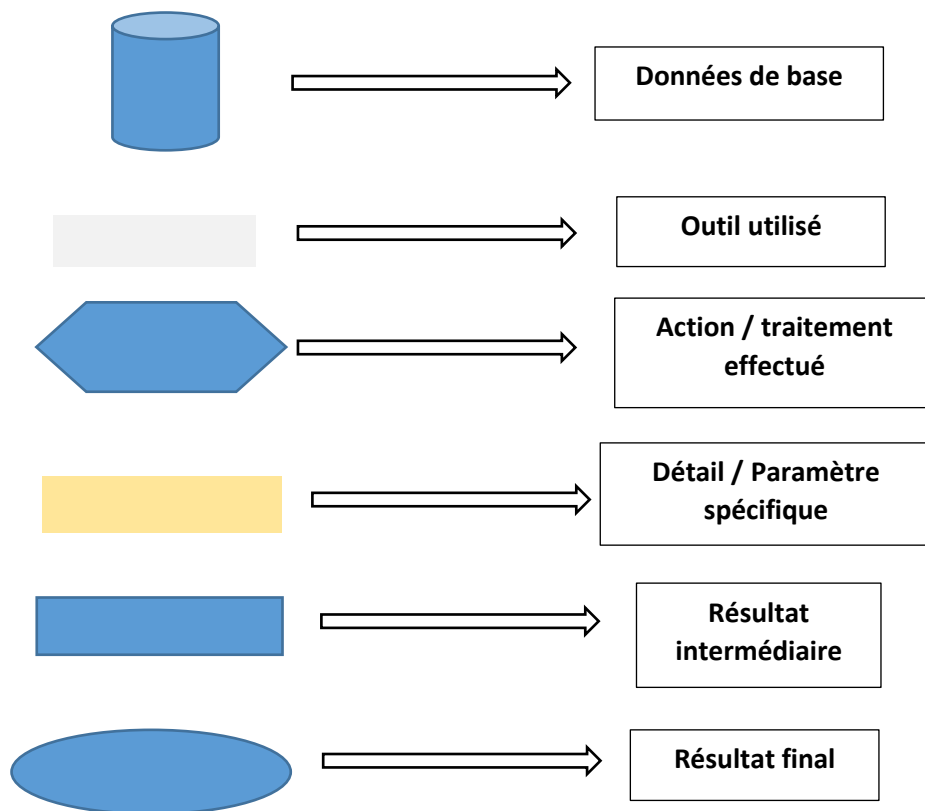 Données de base
Outil utilisé
Action / traitement
effectué
Détail / Paramètre
spécifique
Résultat
intermédiaire
Résultat final